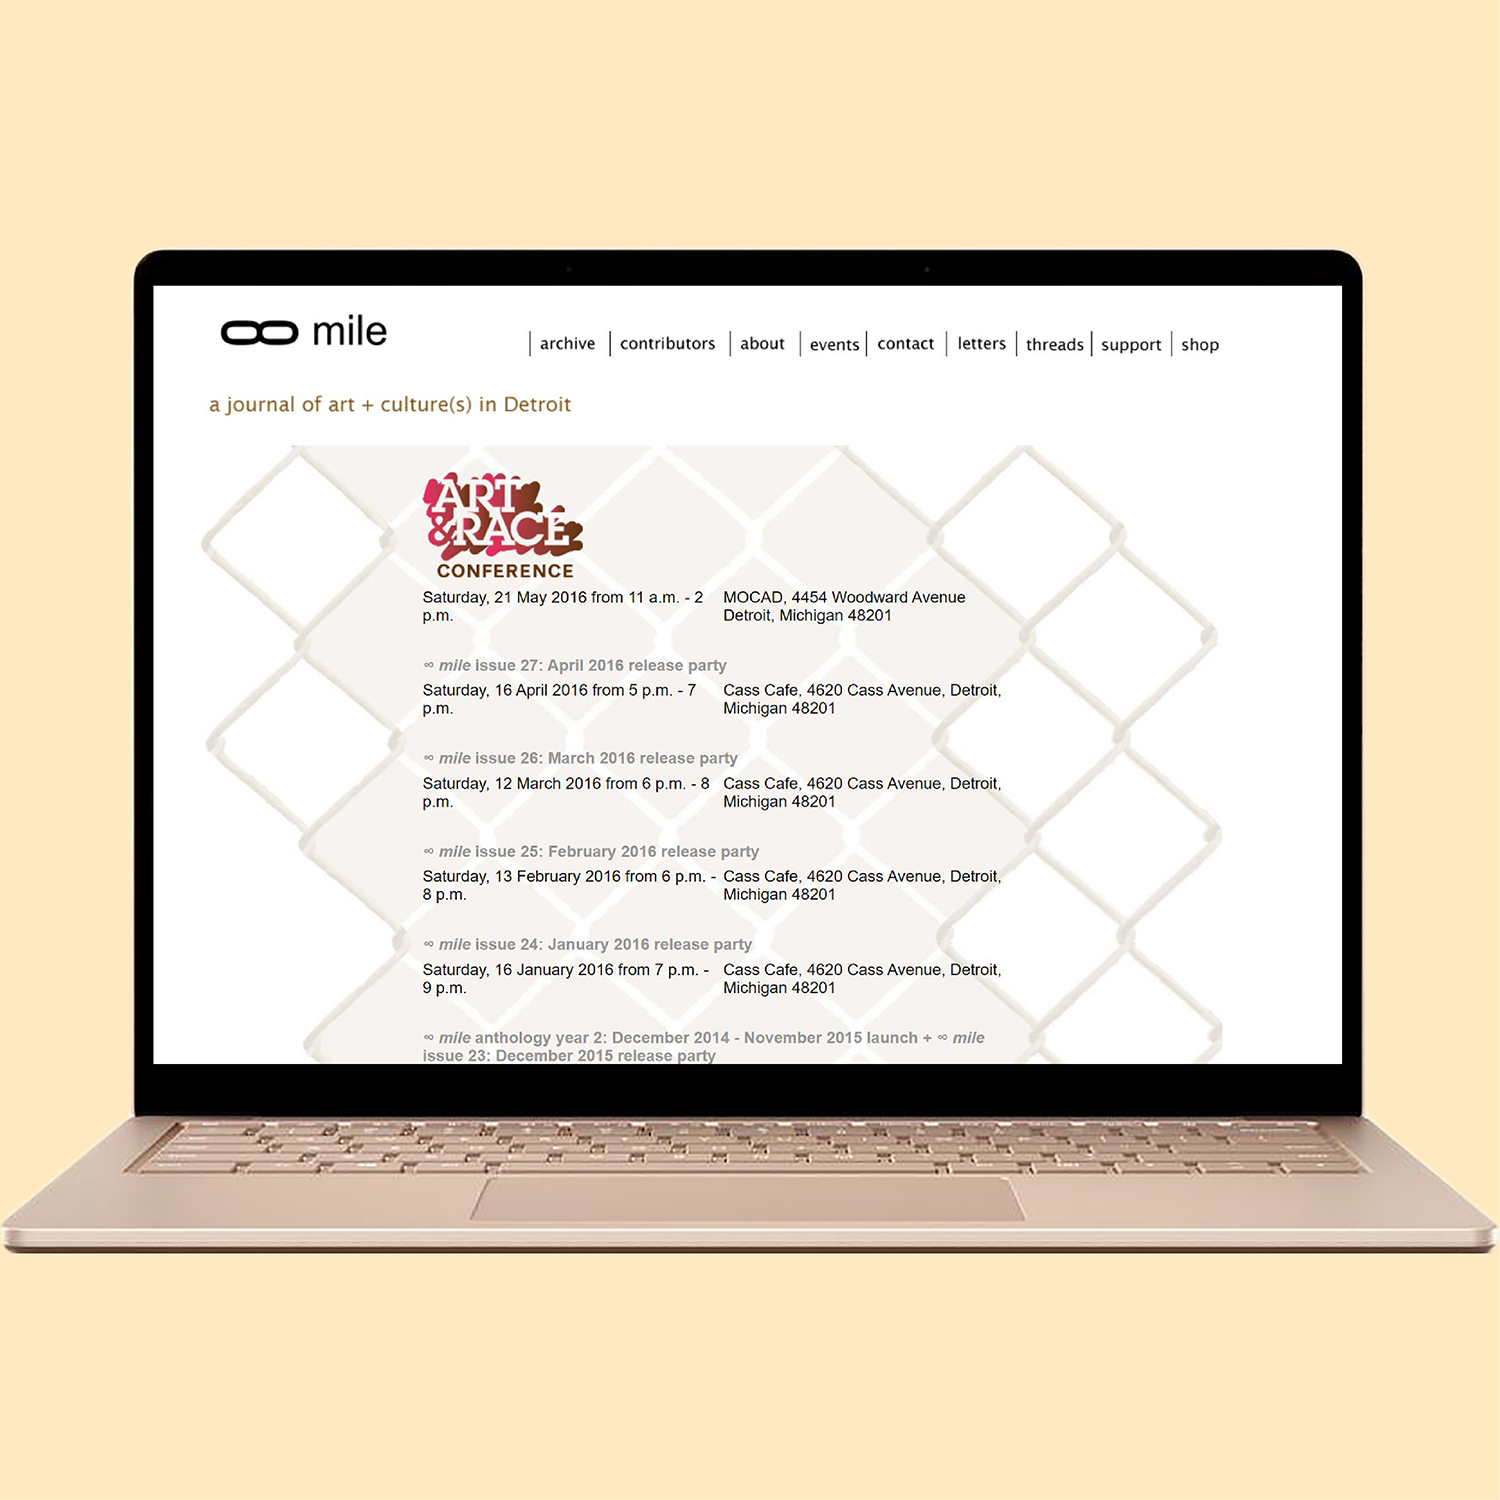 ∞ mile
archive | contributors | about | events | contact | letters | threads | support | shop
a journal of art + culture(s) in Detroit
ART
&RACE
CONFERENCE
Saturday, 21 May 2016 from 11 a.m. - 2 MOCAD, 4454 Woodward Avenue
p.m. Detroit, Michigan 48201
∞ mile issue 27: April 2016 release party
Saturday, 16 April 2016 from 5 p.m. - 7 Cass Cafe, 4620 Cass Avenue, Detroit,
p.m. Michigan 48201
∞ mile issue 26: March 2016 release party
Saturday, 12 March 2016 from 6 p.m. - 8 Cass Cafe, 4620 Cass Avenue, Detroit,
p.m. Michigan 48201
∞ mile issue 25: February 2016 release party
Saturday, 13 February 2016 from 6 p.m. - Cass Cafe, 4620 Cass Avenue, Detroit,
8 p.m. Michigan 48201
∞ mile issue 24: January 2016 release party
Saturday, 16 January 2016 from 7 p.m. - Cass Cafe, 4620 Cass Avenue, Detroit,
9 p.m. Michigan 48201
∞ mile anthology year 2: December 2014 - November 2015 launch + ∞ mile
issue 23: December 2015 release party